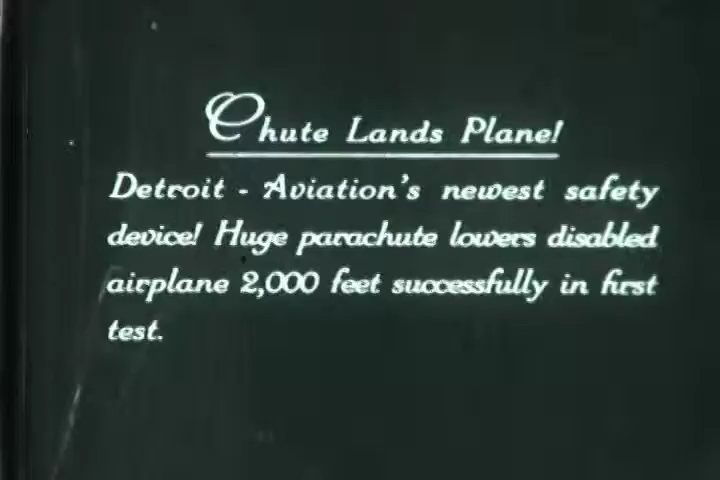 Chute Lands Plane!
Detroit - Aviation's newest safety
device! Huge parachute lowers disabled
airplane 2,000 feet successfully in first
test.